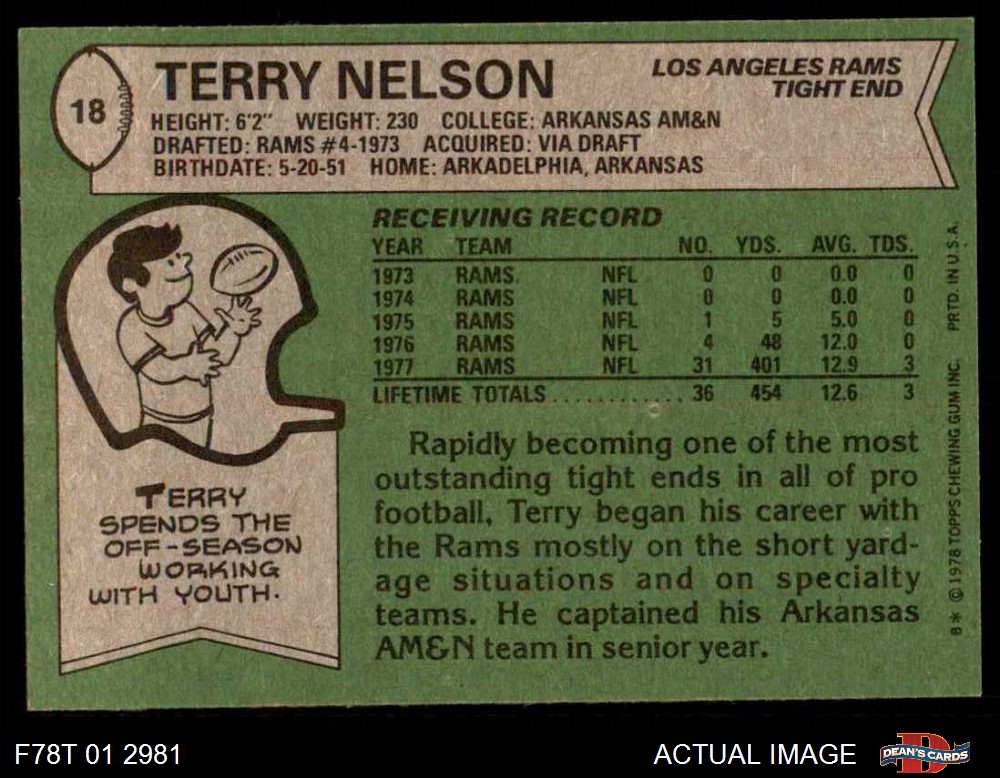 18
TERRY NELSON
LOS ANGELES RAMS
TIGHT END
HEIGHT: 6'2" WEIGHT: 230 COLLEGE: ARKANSAS AM&N
DRAFTED: RAMS #4-1973 ACQUIRED: VIA DRAFT
BIRTHDATE: 5-20-51 HOME: ARKADELPHIA, ARKANSAS
RECEIVING RECORD
YEAR TEAM NO. YDS. AVG. TDS.
1973 RAMS. NFL 0 0 0.0 0
1974 RAMS NFL 0 0 0.0 0
1975 RAMS NFL 1 5 5.0 0
1976 RAMS NFL 4 48 12.0 0
1977 RAMS NFL 31 401 12.9 3
LIFETIME TOTALS............ 36 454 12.6 3
TERRY
SPENDS THE
OFF-SEASON
WORKING
WITH YOUTH.
Rapidly becoming one of the most
outstanding tight ends in all of pro
football, Terry began his career with
the Rams mostly on the short yard-
age situations and on specialty
teams. He captained his Arkansas
AM&N team in senior year.
8* © 1978 TOPPS CHEWING GUM INC. PRTD. IN U.S.A.
F78T 01 2981
ACTUAL IMAGE
DEAN'S CARDS